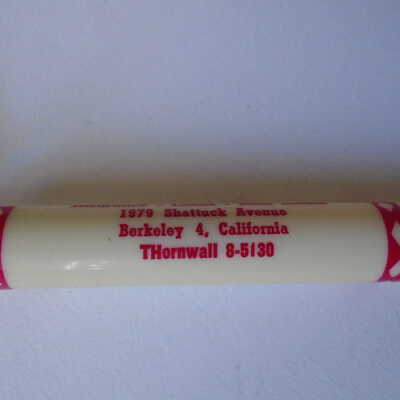 1979 Shattuck Avenue
Berkeley 4, California
THornwall 8-5130